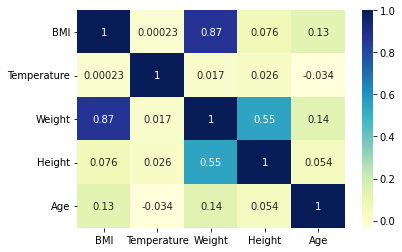 BMI 1 0.00023 0.87 0.076 0.13
Temperature 0.00023 1 0.017 0.026 -0.034
Weight 0.87 0.017 1 0.55 0.14
Height 0.076 0.026 0.55 1 0.054
Age 0.13 -0.034 0.14 0.054 1
BMI Temperature Weight Height Age
1.0
0.8
0.6
0.4
0.2
0.0